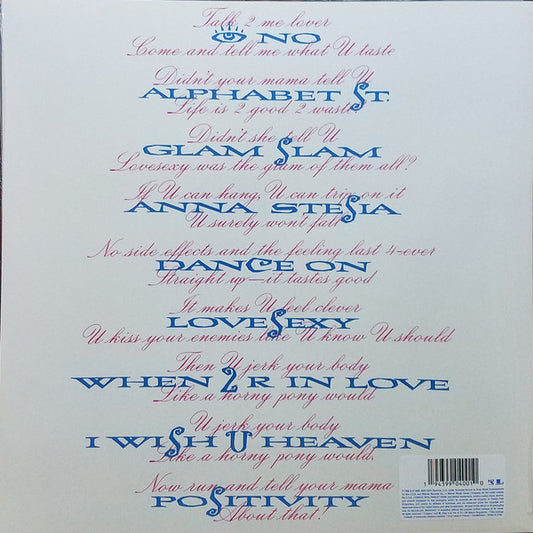 Talk 2 me lover
NO
Come and tell me what U taste
Didn't your mama tell U
ALPHABET St.
Life is 2 good 2 waste
Didn't she tell U
GLAM SLAM
Lovesexy was the glam of them all?
If U can hang, U can trip on it
ANNA STESIA
U surely wont fall
No side effects and the feeling last 4-ever
DANCE ON
Straight up—it tastes good
It makes U feel clever
LOVESEXY
U kiss your enemies like U know U should
Then U jerk your body
WHEN 2 R IN LOVE
Like a horny pony would
U jerk your body
I WISH U HEAVEN
Like a horny pony would.
Now run and tell your mama
POSITIVITY
About that!
1 94399 04001 0